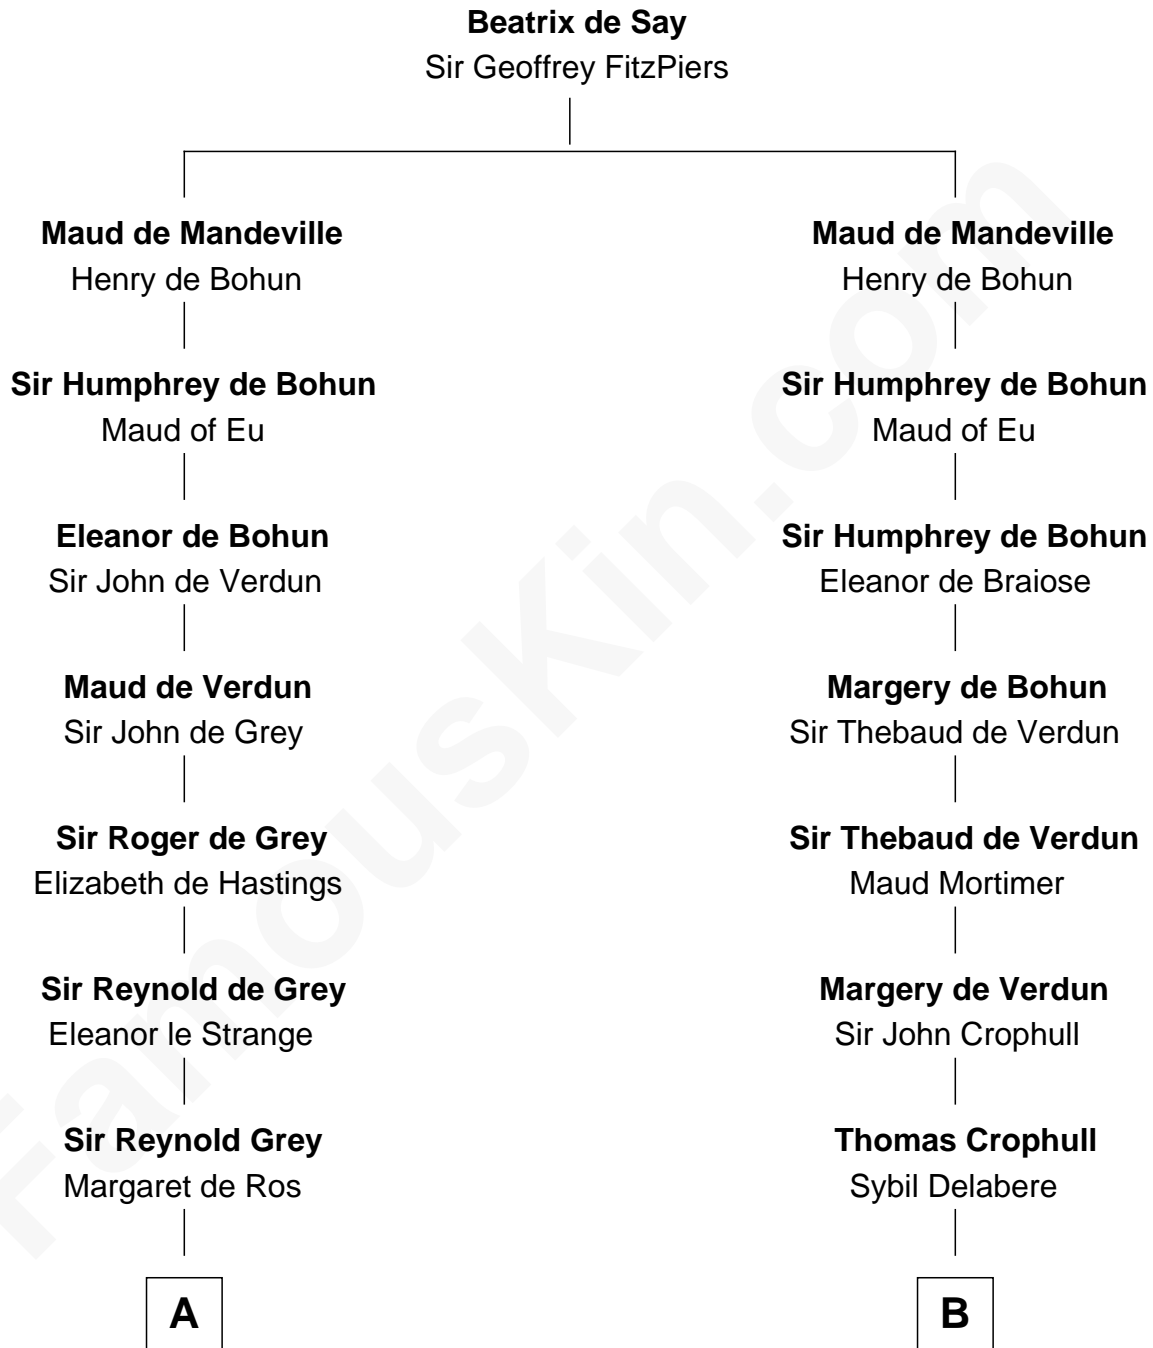 Beatrix de Say
Sir Geoffrey FitzPiers
Maud de Mandeville
Henry de Bohun
Sir Humphrey de Bohun
Maud of Eu
Eleanor de Bohun
Sir John de Verdun
Maud de Verdun
Sir John de Grey
Sir Roger de Grey
Elizabeth de Hastings
Sir Reynold de Grey
Eleanor le Strange
Sir Reynold Grey
Margaret de Ros
A
Maud de Mandeville
Henry de Bohun
Sir Humphrey de Bohun
Maud of Eu
Sir Humphrey de Bohun
Eleanor de Braiose
Margery de Bohun
Sir Thebaud de Verdun
Sir Thebaud de Verdun
Maud Mortimer
Margery de Verdun
Sir John Crophull
Thomas Crophull
Sybil Delabere
B
FamousKin.com